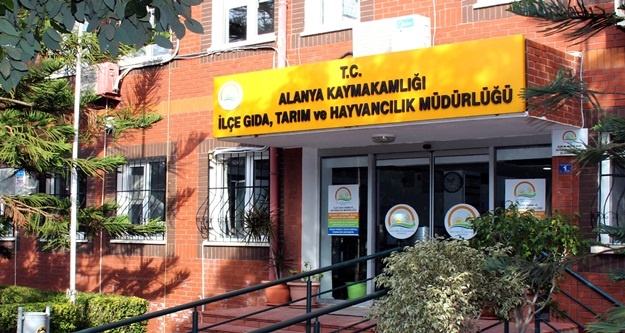 T.C.
ALANYA KAYMAKAMLIĞI
İLÇE GIDA, TARIM ve HAYVANCILIK MÜDÜRLÜĞÜ